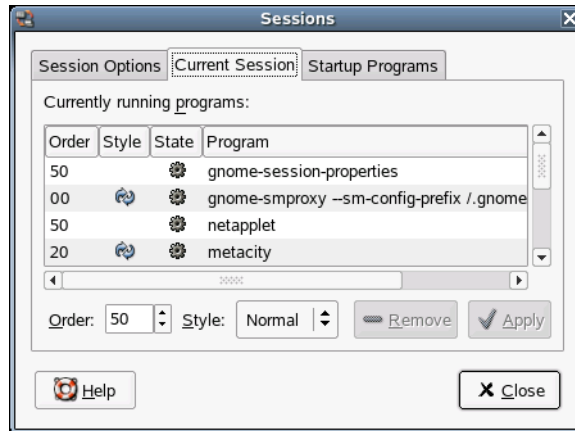 Sessions
Session Options Current Session Startup Programs
Currently running programs:
Order Style State Program
50 gnome-session-properties
00 gnome-smproxy --sm-config-prefix /.gnome
50 netapplet
20 metacity
Order: 50 Style: Normal Remove Apply
Help Close